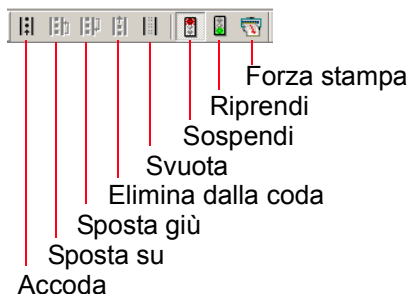 Forza stampa
Riprendi
Sospendi
Svuota
Elimina dalla coda
Sposta giù
Sposta su
Accoda